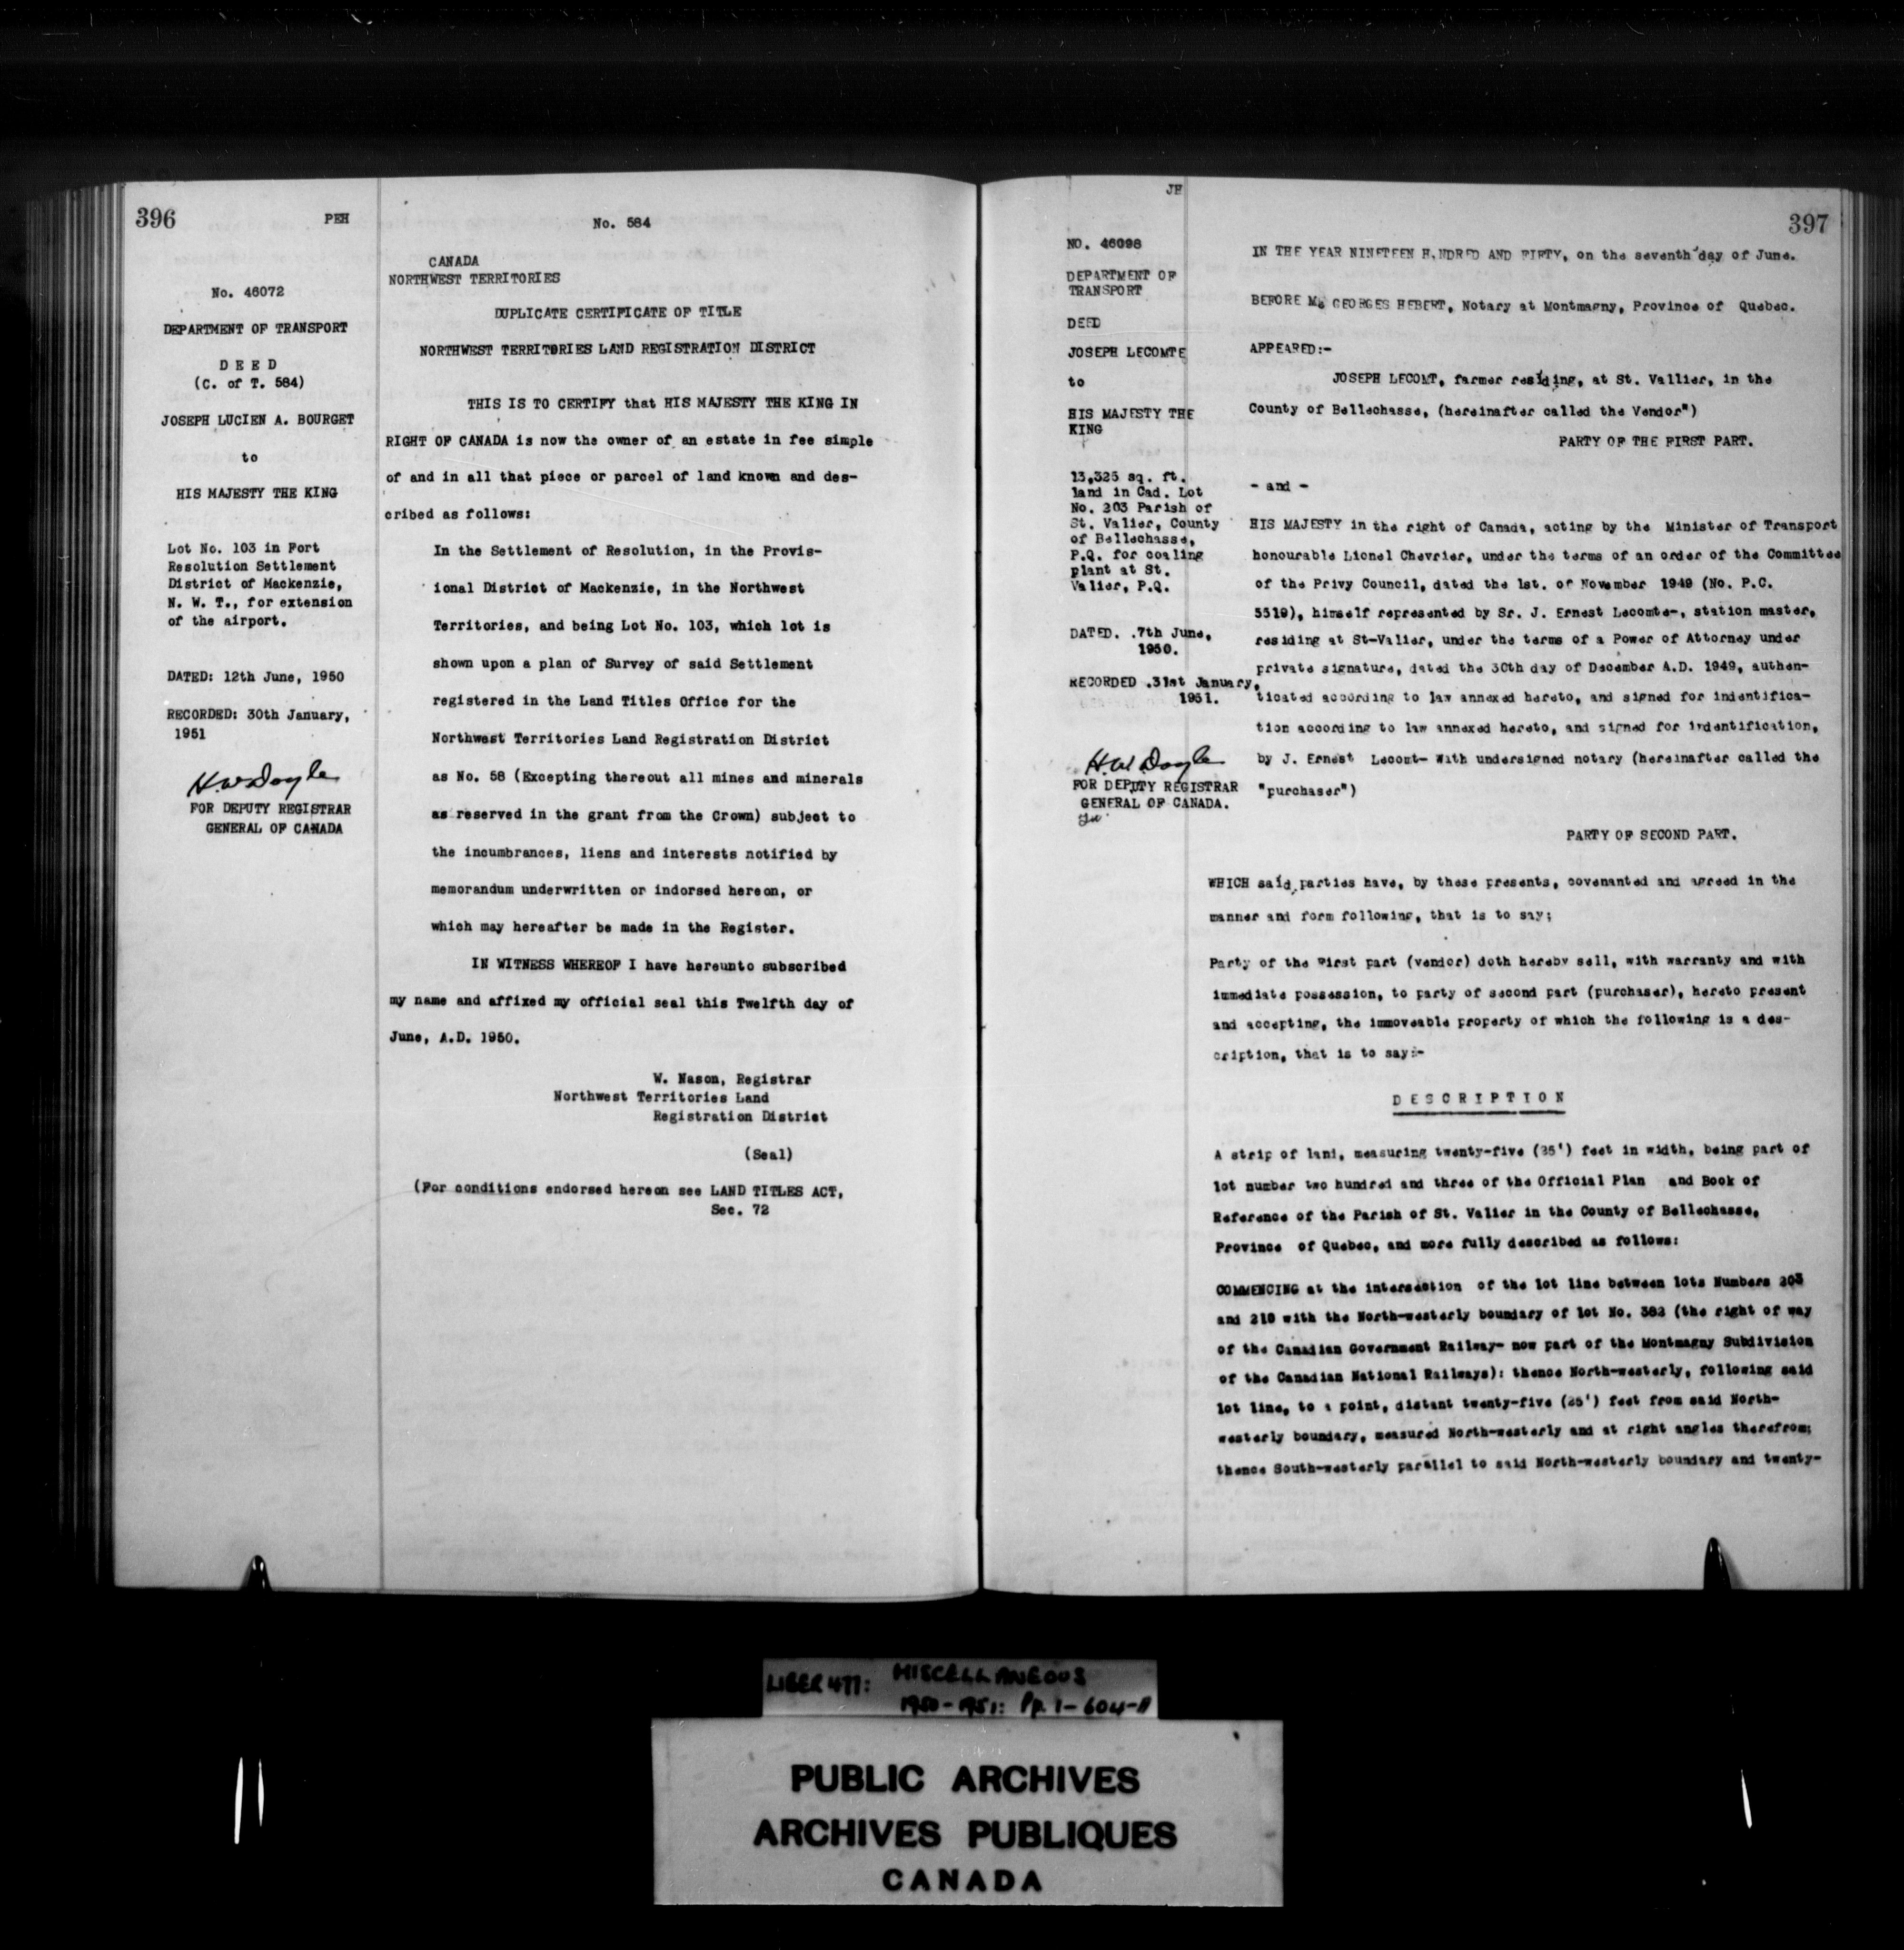 396
PEH
No. 46072
DEPARTMENT OF TRANSPORT
D E E D
(C. of T. 584)
JOSEPH LUCIEN A. BOURGET
to
HIS MAJESTY THE KING
Lot No. 103 in Fort
Resolution Settlement
District of Mackenzie,
N. W. T., for extension
of the airport.
DATED: 12th June, 1950
RECORDED: 30th January,
1951
H.W.Doyle
FOR DEPUTY REGISTRAR
GENERAL OF CANADA
No. 584
CANADA
NORTHWEST TERRITORIES
DUPLICATE CERTIFICATE OF TITLE
NORTHWEST TERRITORIES LAND REGISTRATION DISTRICT
THIS IS TO CERTIFY that HIS MAJESTY THE KING IN
RIGHT OF CANADA is now the owner of an estate in fee simple
of and in all that piece or parcel of land known and des-
cribed as follows:
In the Settlement of Resolution, in the Provis-
ional District of Mackenzie, in the Northwest
Territories, and being Lot No. 103, which lot is
shown upon a plan of Survey of said Settlement
registered in the Land Titles Office for the
Northwest Territories Land Registration District
as No. 58 (Excepting thereout all mines and minerals
as reserved in the grant from the Crown) subject to
the incumbrances, liens and interests notified by
memorandum underwritten or indorsed hereon, or
which may hereafter be made in the Register.
IN WITNESS WHEREOF I have hereunto subscribed
my name and affixed my official seal this Twelfth day of
June, A.D. 1950.
W. Nason, Registrar
Northwest Territories Land
Registration District
(Seal)
(For conditions endorsed hereon see LAND TITLES ACT,
Sec. 72
JH
397
NO. 46098
DEPARTMENT OF
TRANSPORT
DEED
JOSEPH LECOMTE
to
HIS MAJESTY THE
KING
13,325 sq. ft.
land in Cad. Lot
No. 203 Parish of
St. Valier, County
of Bellechasse,
P.Q. for coaling
plant at St.
Valier, P.Q.
DATED. .7th June,
1950.
RECORDED .31st January,
1951.
H.W.Doyle
FOR DEPUTY REGISTRAR
GENERAL OF CANADA.
IN THE YEAR NINETEEN HUNDRED AND FIFTY, on the seventh day of June.
BEFORE Me GEORGES HEBERT, Notary at Montmagny, Province of Quebec.
APPEARED:-
JOSEPH LECOMT, farmer residing, at St. Vallier, in the
County of Bellechasse, (hereinafter called the Vendor")
PARTY OF THE FIRST PART.
- and -
HIS MAJESTY in the right of Canada, acting by the Minister of Transport
honourable Lionel Chevrier, under the terms of an order of the Committee
of the Privy Council, dated the 1st. of November 1949 (No. P.C.
5519), himself represented by Sr. J. Ernest Lecomte-, station master,
residing at St-Valier, under the terms of a Power of Attorney under
private signature, dated the 30th day of December A.D. 1949, authen-
ticated according to law annexed hereto, and signed for indentifica-
tion according to law annexed hereto, and signed for indentification,
by J. Ernest Lecomt- With undersigned notary (hereinafter called the
"purchaser")
PARTY OF SECOND PART.
WHICH said parties have, by these presents, covenanted and agreed in the
manner and form following, that is to say;
Party of the First part (vendor) doth hereby sell, with warranty and with
immediate possession, to party of second part (purchaser), hereto present
and accepting, the immoveable property of which the following is a des-
cription, that is to say:-
D E S C R I P T I O N
A strip of land, measuring twenty-five (25') feet in width, being part of
lot number two hundred and three of the Official Plan and Book of
Reference of the Parish of St. Valier in the County of Bellechasse,
Province of Quebec, and more fully described as follows:
COMMENCING at the intersection of the lot line between lots Numbers 203
and 210 with the North-westerly boundary of lot No. 382 (the right of way
of the Canadian Government Railway- now part of the Montmagny Subdivision
of the Canadian National Railways): thence North-westerly, following said
lot line, to a point, distant twenty-five (25') feet from said North-
westerly boundary, measured North-westerly and at right angles therefrom;
thence South-westerly parallel to said North-westerly boundary and twenty-
LIBER 477: MISCELLANEOUS
1950-1951: Pp. 1-604-A
PUBLIC ARCHIVES
ARCHIVES PUBLIQUES
CANADA